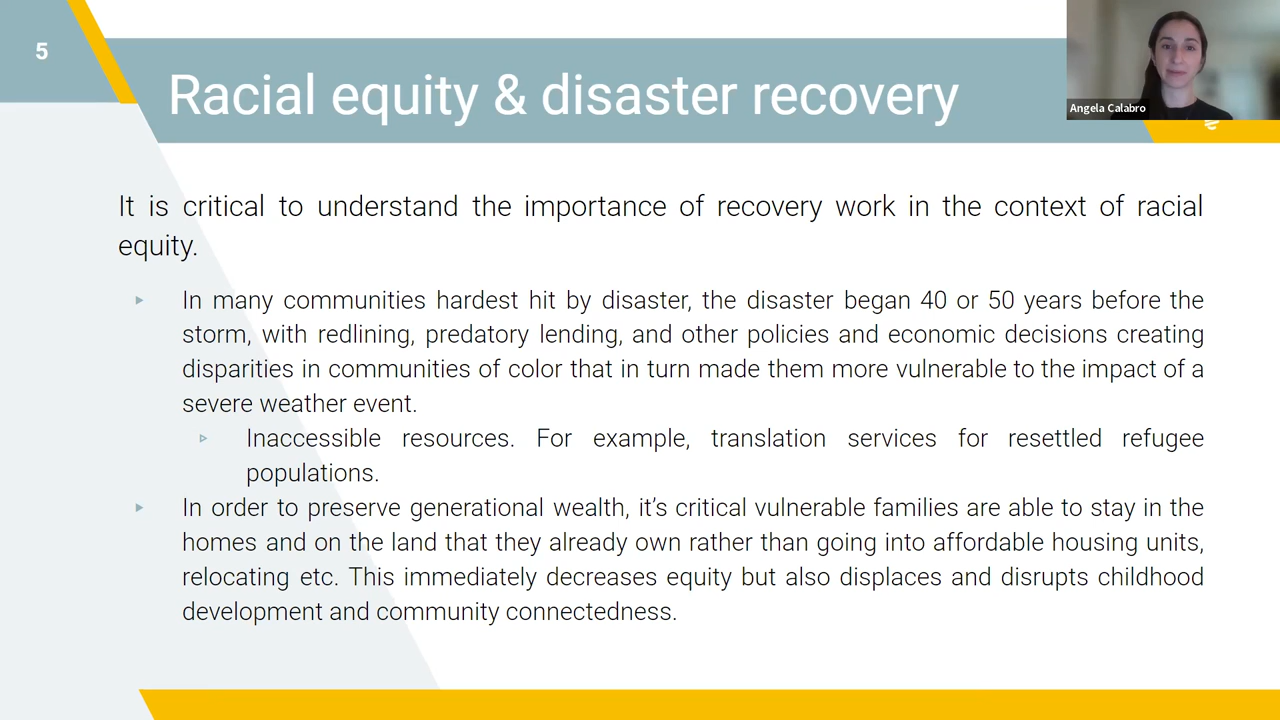 5
Racial equity & disaster recovery
Angela Calabro
It is critical to understand the importance of recovery work in the context of racial
equity.
In many communities hardest hit by disaster, the disaster began 40 or 50 years before the
storm, with redlining, predatory lending, and other policies and economic decisions creating
disparities in communities of color that in turn made them more vulnerable to the impact of a
severe weather event.
Inaccessible resources. For example, translation services for resettled refugee
populations.
In order to preserve generational wealth, it’s critical vulnerable families are able to stay in the
homes and on the land that they already own rather than going into affordable housing units,
relocating etc. This immediately decreases equity but also displaces and disrupts childhood
development and community connectedness.